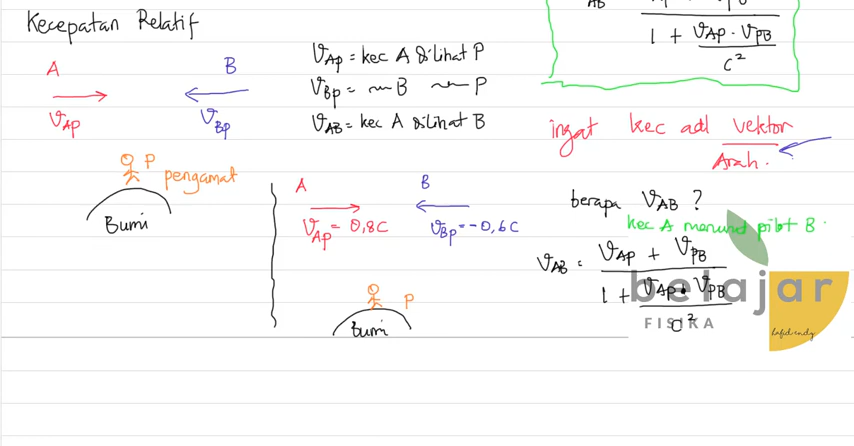 Kecepatan Relatif
A
B
V_AP
V_BP
P
pengamat
Bumi
V_AP = kec A dilihat P
V_BP = ~ B ~ P
V_AB = kec A dilihat B
AB
1 + V_AP . V_PB
C²
ingat kec adl vektor
Arah.
A
B
V_AP = 0,8C
V_BP = -0,6C
P
Bumi
berapa V_AB ?
kec A menurut pilot B.
V_AB = V_AP + V_PB
1 + V_AP . V_PB
C²
belajar
FISIKA
hafidzendy